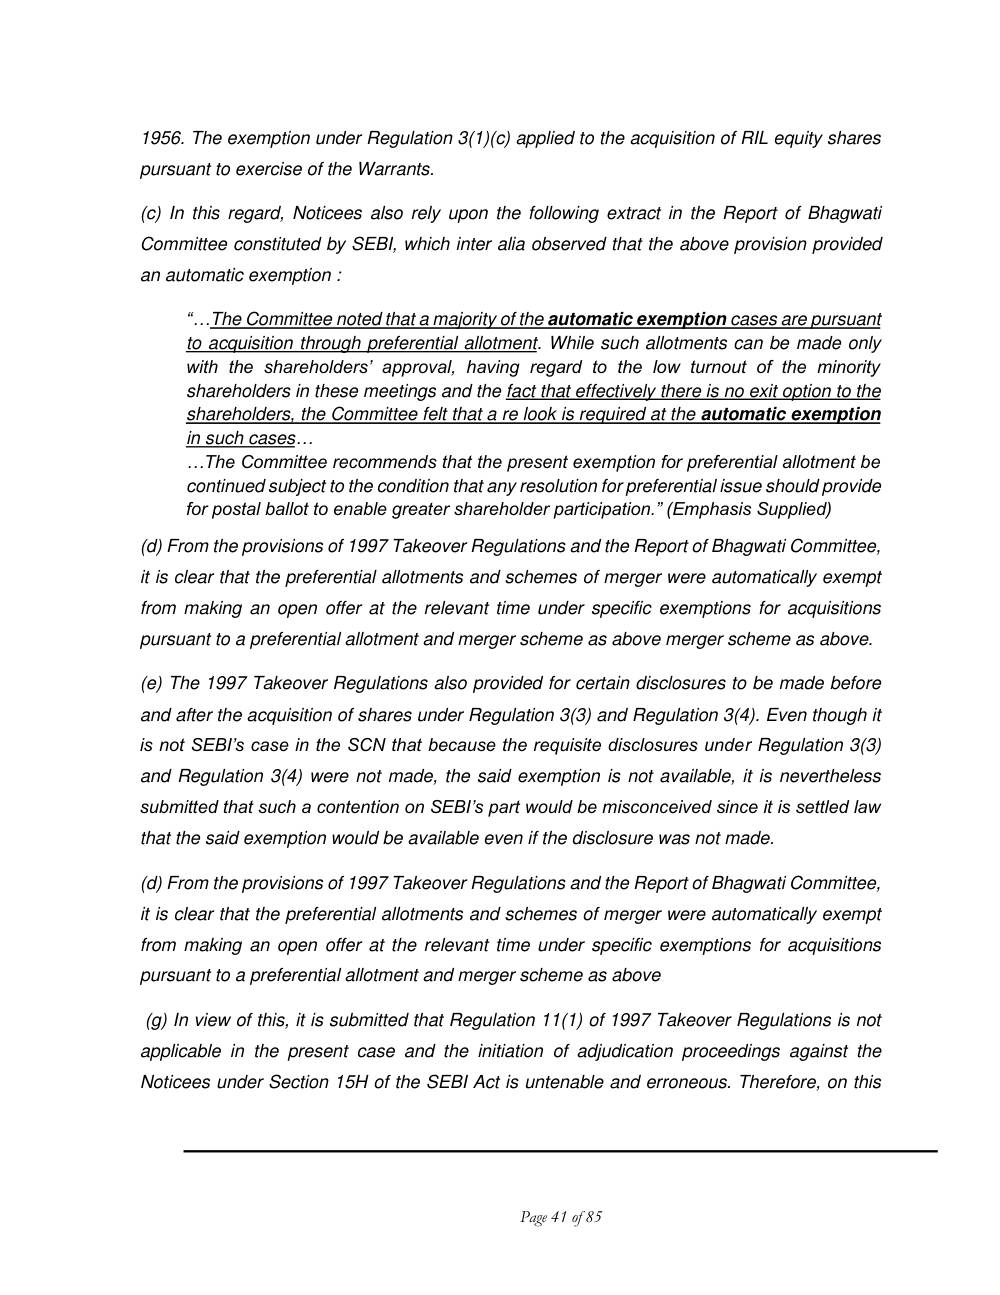 1956. The exemption under Regulation 3(1)(c) applied to the acquisition of RIL equity shares
pursuant to exercise of the Warrants.
(c) In this regard, Noticees also rely upon the following extract in the Report of Bhagwati
Committee constituted by SEBI, which inter alia observed that the above provision provided
an automatic exemption :
“…The Committee noted that a majority of the automatic exemption cases are pursuant
to acquisition through preferential allotment. While such allotments can be made only
with the shareholders’ approval, having regard to the low turnout of the minority
shareholders in these meetings and the fact that effectively there is no exit option to the
shareholders, the Committee felt that a re look is required at the automatic exemption
in such cases…
…The Committee recommends that the present exemption for preferential allotment be
continued subject to the condition that any resolution for preferential issue should provide
for postal ballot to enable greater shareholder participation.” (Emphasis Supplied)
(d) From the provisions of 1997 Takeover Regulations and the Report of Bhagwati Committee,
it is clear that the preferential allotments and schemes of merger were automatically exempt
from making an open offer at the relevant time under specific exemptions for acquisitions
pursuant to a preferential allotment and merger scheme as above merger scheme as above.
(e) The 1997 Takeover Regulations also provided for certain disclosures to be made before
and after the acquisition of shares under Regulation 3(3) and Regulation 3(4). Even though it
is not SEBI’s case in the SCN that because the requisite disclosures under Regulation 3(3)
and Regulation 3(4) were not made, the said exemption is not available, it is nevertheless
submitted that such a contention on SEBI’s part would be misconceived since it is settled law
that the said exemption would be available even if the disclosure was not made.
(d) From the provisions of 1997 Takeover Regulations and the Report of Bhagwati Committee,
it is clear that the preferential allotments and schemes of merger were automatically exempt
from making an open offer at the relevant time under specific exemptions for acquisitions
pursuant to a preferential allotment and merger scheme as above
(g) In view of this, it is submitted that Regulation 11(1) of 1997 Takeover Regulations is not
applicable in the present case and the initiation of adjudication proceedings against the
Noticees under Section 15H of the SEBI Act is untenable and erroneous. Therefore, on this
Page 41 of 85